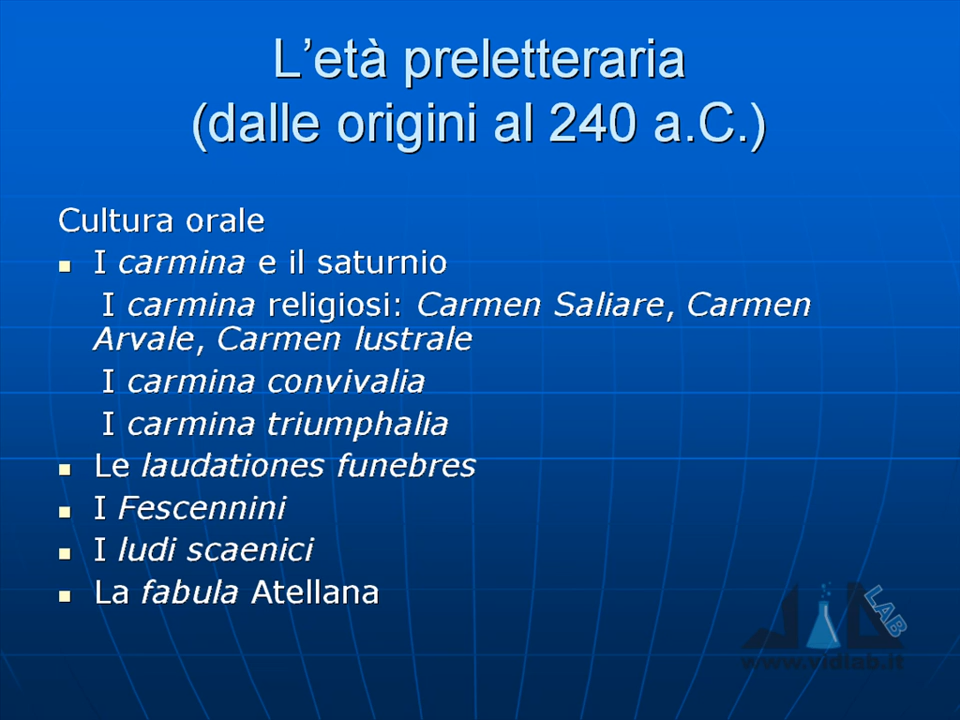 L'età preletteraria
(dalle origini al 240 a.C.)
Cultura orale
I carmina e il saturnio
I carmina religiosi: Carmen Saliare, Carmen
Arvale, Carmen lustrale
I carmina convivalia
I carmina triumphalia
Le laudationes funebres
I Fescennini
I ludi scaenici
La fabula Atellana
LAB
www.vidlab.it